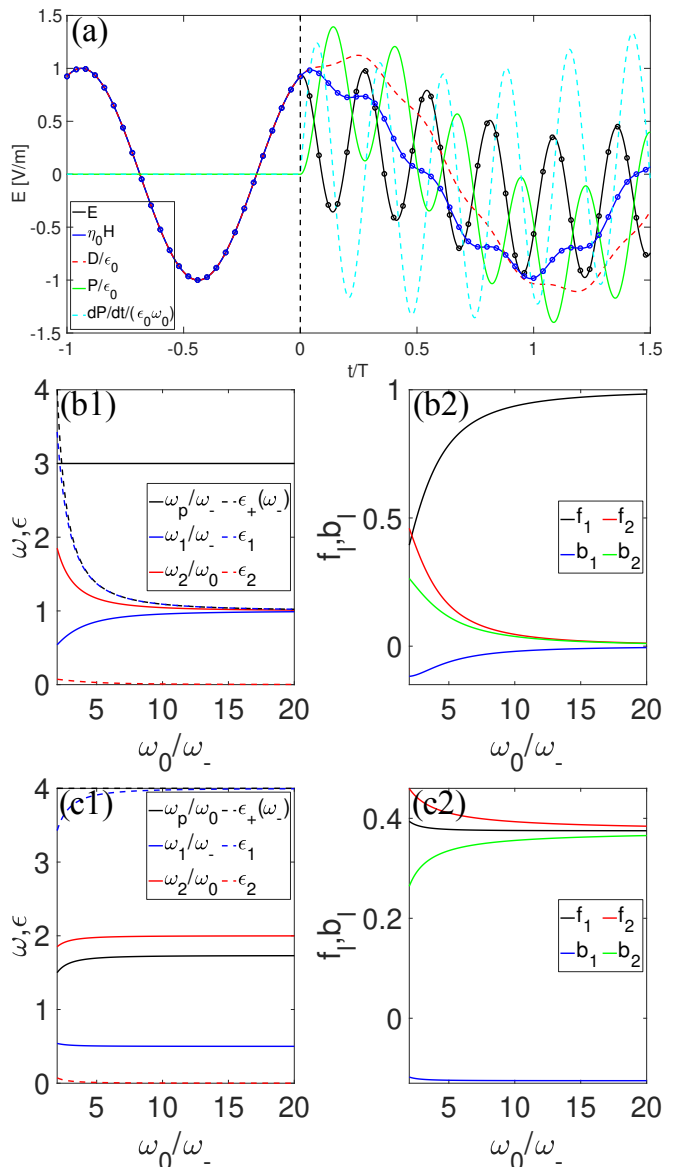 (a)
1.5
1
0.5
0
-0.5
-1
-1.5
E [V/m]
E
η₀H
D/ϵ₀
P/ϵ₀
dP/dt/(ϵ₀ω₀)
-1 -0.5 0 0.5 1 1.5
t/T
(b1)
4
3
2
1
0
ω,ϵ
ωₚ/ω₋ ϵ₊(ω₋)
ω₁/ω₋ ϵ₁
ω₂/ω₀ ϵ₂
5 10 15 20
ω₀/ω₋
(b2)
1
0.5
0
fₗ,bₗ
f₁ f₂
b₁ b₂
5 10 15 20
ω₀/ω₋
(c1)
4
3
2
1
0
ω,ϵ
ωₚ/ω₀ ϵ₊(ω₋)
ω₁/ω₋ ϵ₁
ω₂/ω₀ ϵ₂
5 10 15 20
ω₀/ω₋
(c2)
0.4
0.2
0
fₗ,bₗ
f₁ f₂
b₁ b₂
5 10 15 20
ω₀/ω₋